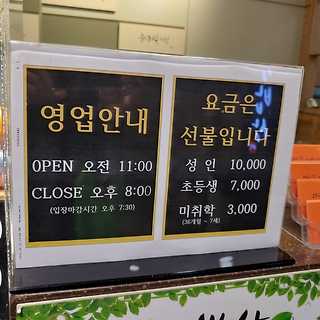 영업안내
OPEN 오전 11:00
CLOSE 오후 8:00
(입장마감시간 오후 7:30)
요금은
선불입니다
성 인 10,000
초등생 7,000
미취학 3,000
(36개월 ~ 7세)